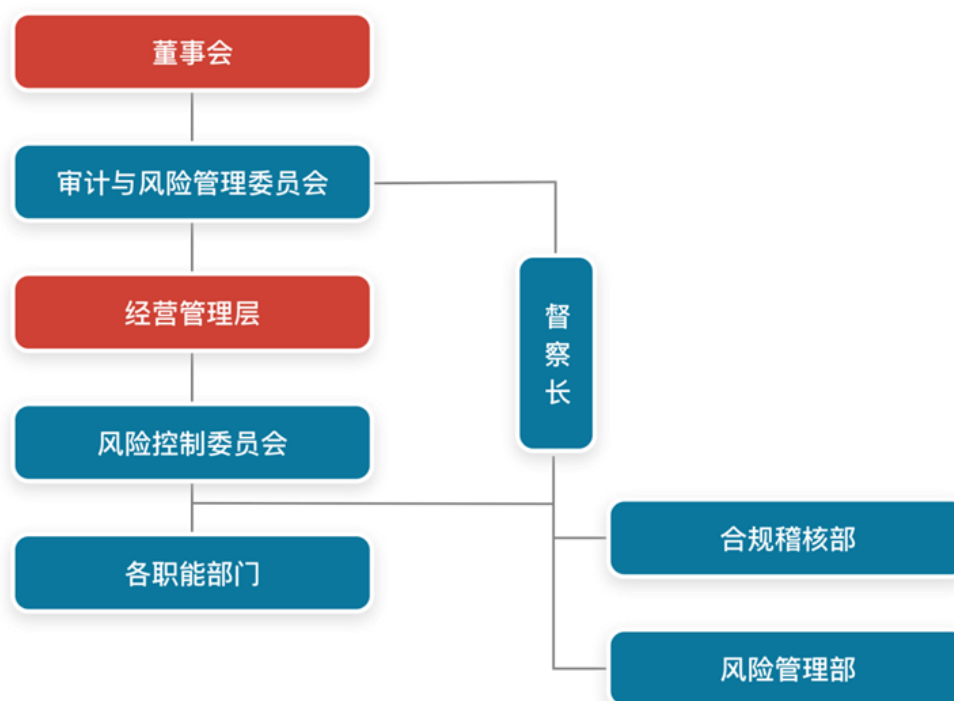 董事会
审计与风险管理委员会
经营管理层
督察长
风险控制委员会
合规稽核部
各职能部门
风险管理部